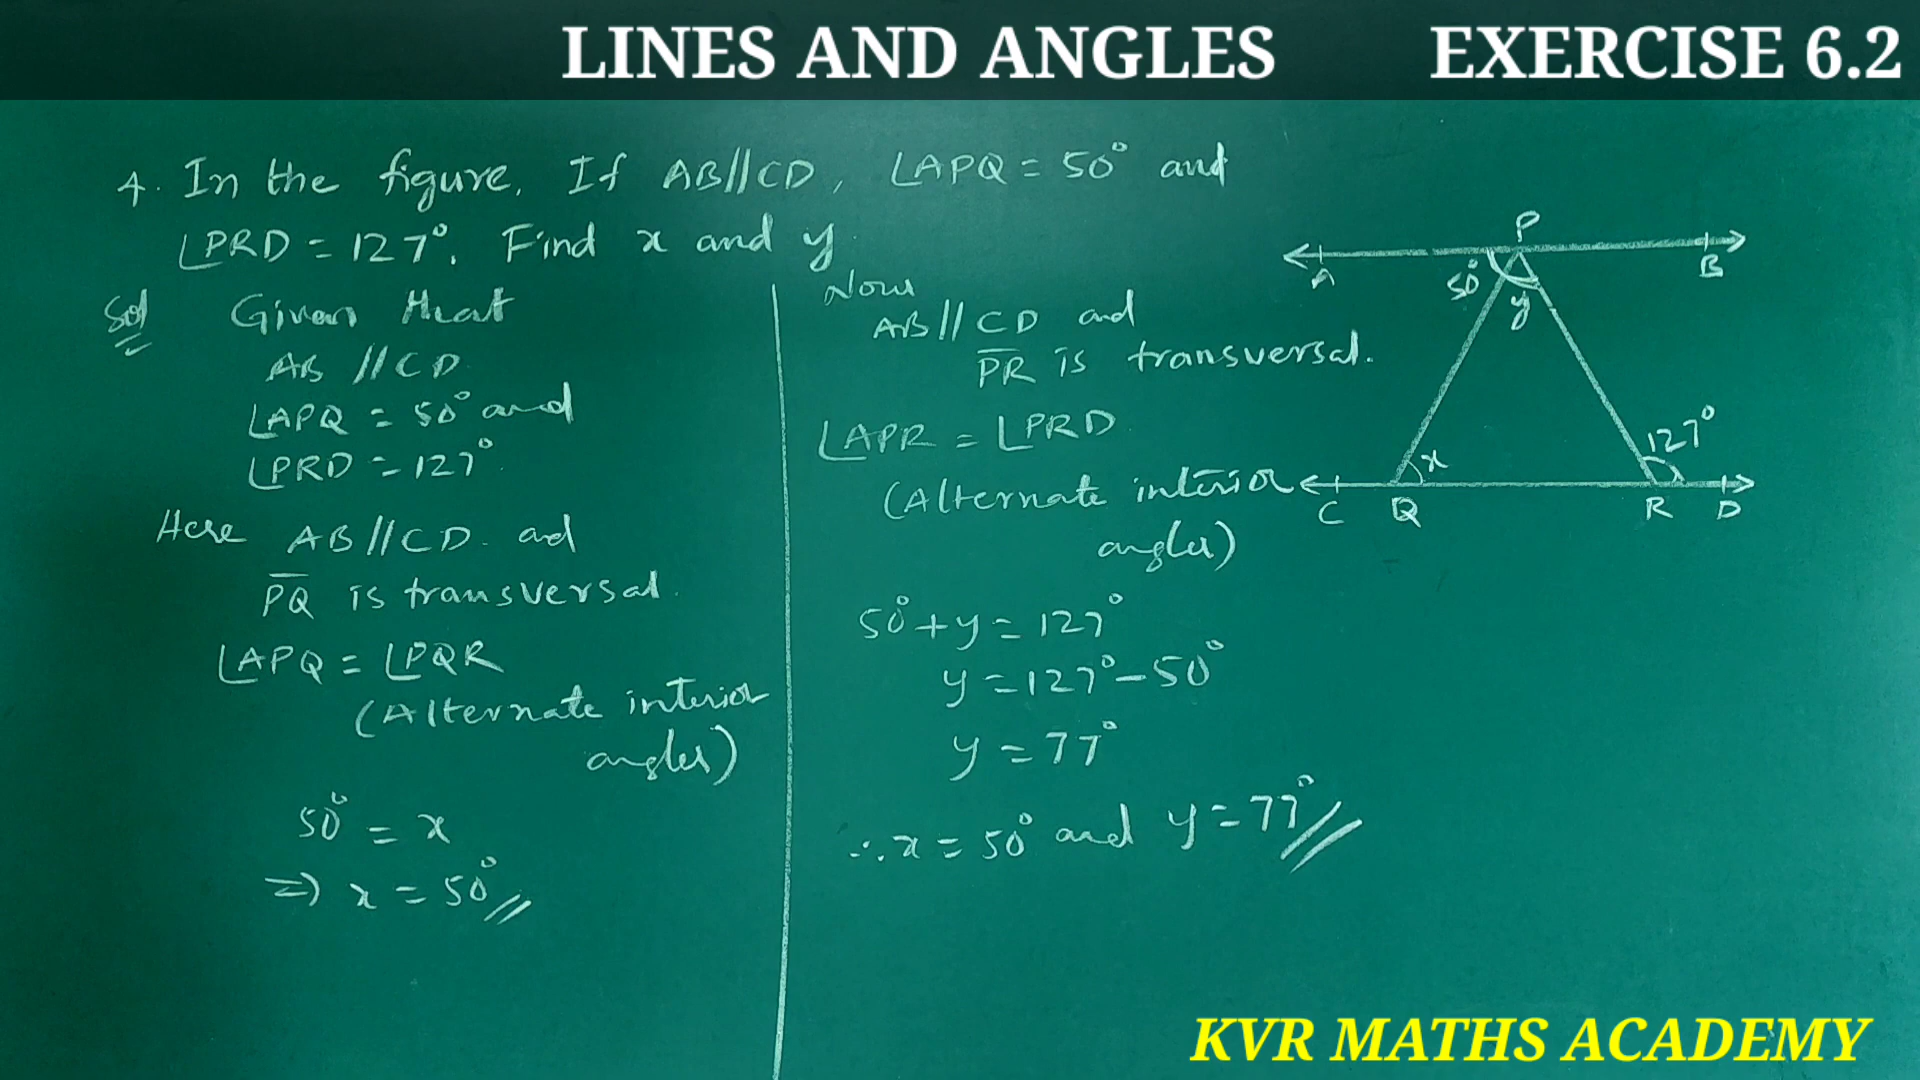 LINES AND ANGLES EXERCISE 6.2
4. In the figure, If AB//CD, ∠APQ = 50° and
∠PRD = 127°. Find x and y.
Sol Given that
AB //CD
∠APQ = 50° and
∠PRD = 127°.
Here AB//CD. and
PQ is transversal.
∠APQ = ∠PQR
(Alternate interior
angles)
50° = x
=> x = 50°
Now
AB// CD and
PR is transversal.
∠APR = ∠PRD.
(Alternate interior
angles)
50°+y = 127°
y = 127° - 50°
y = 77°
∴ x = 50° and y = 77°
P
A
B
50°
y
127°
x
C
Q
R
D
KVR MATHS ACADEMY